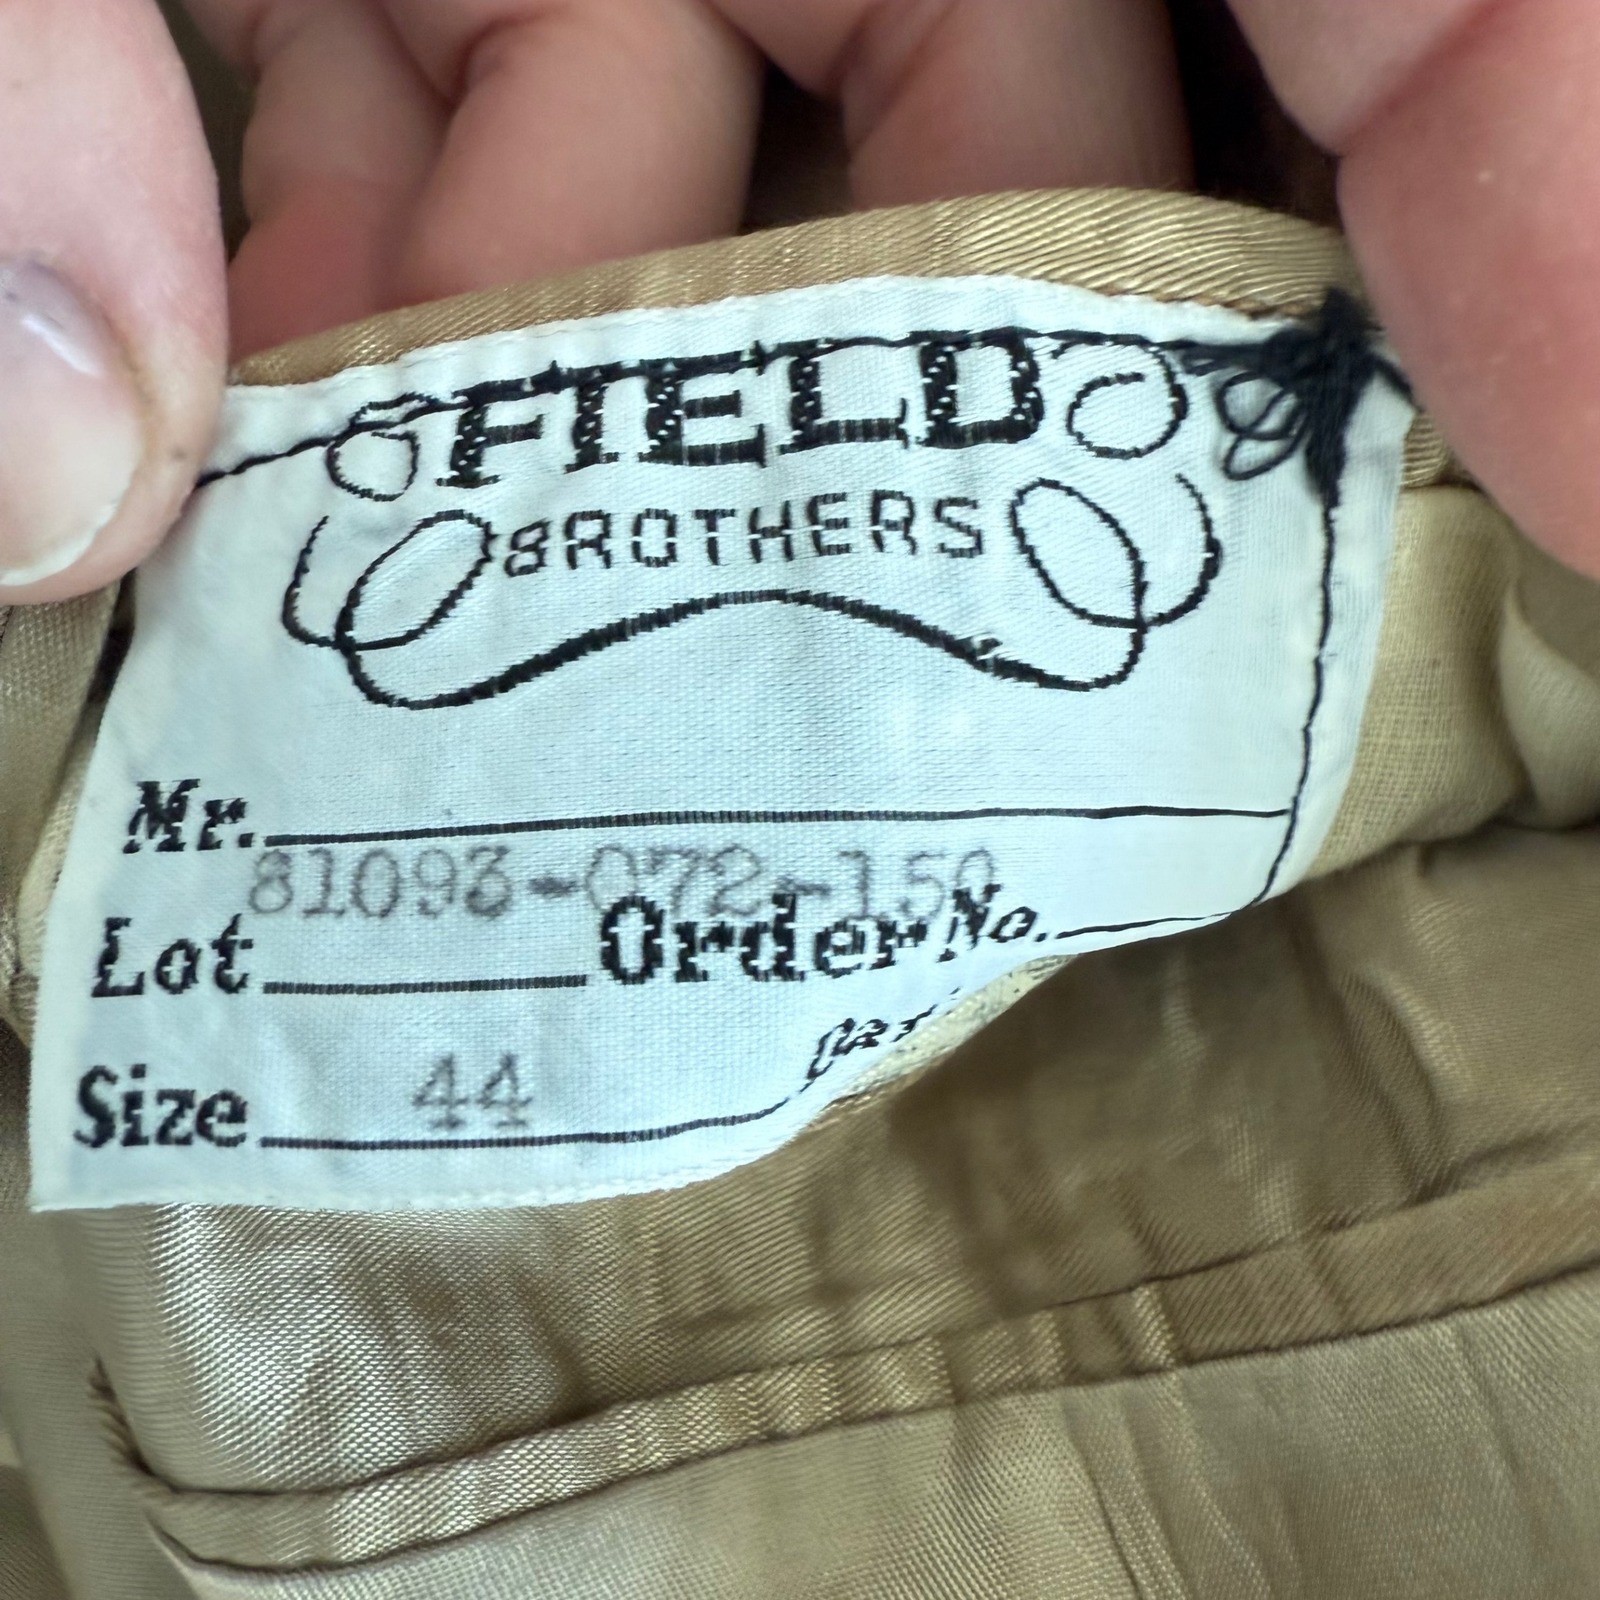 FIELD
BROTHERS
Mr.
81093-072-150
Lot Order No.
Size 44